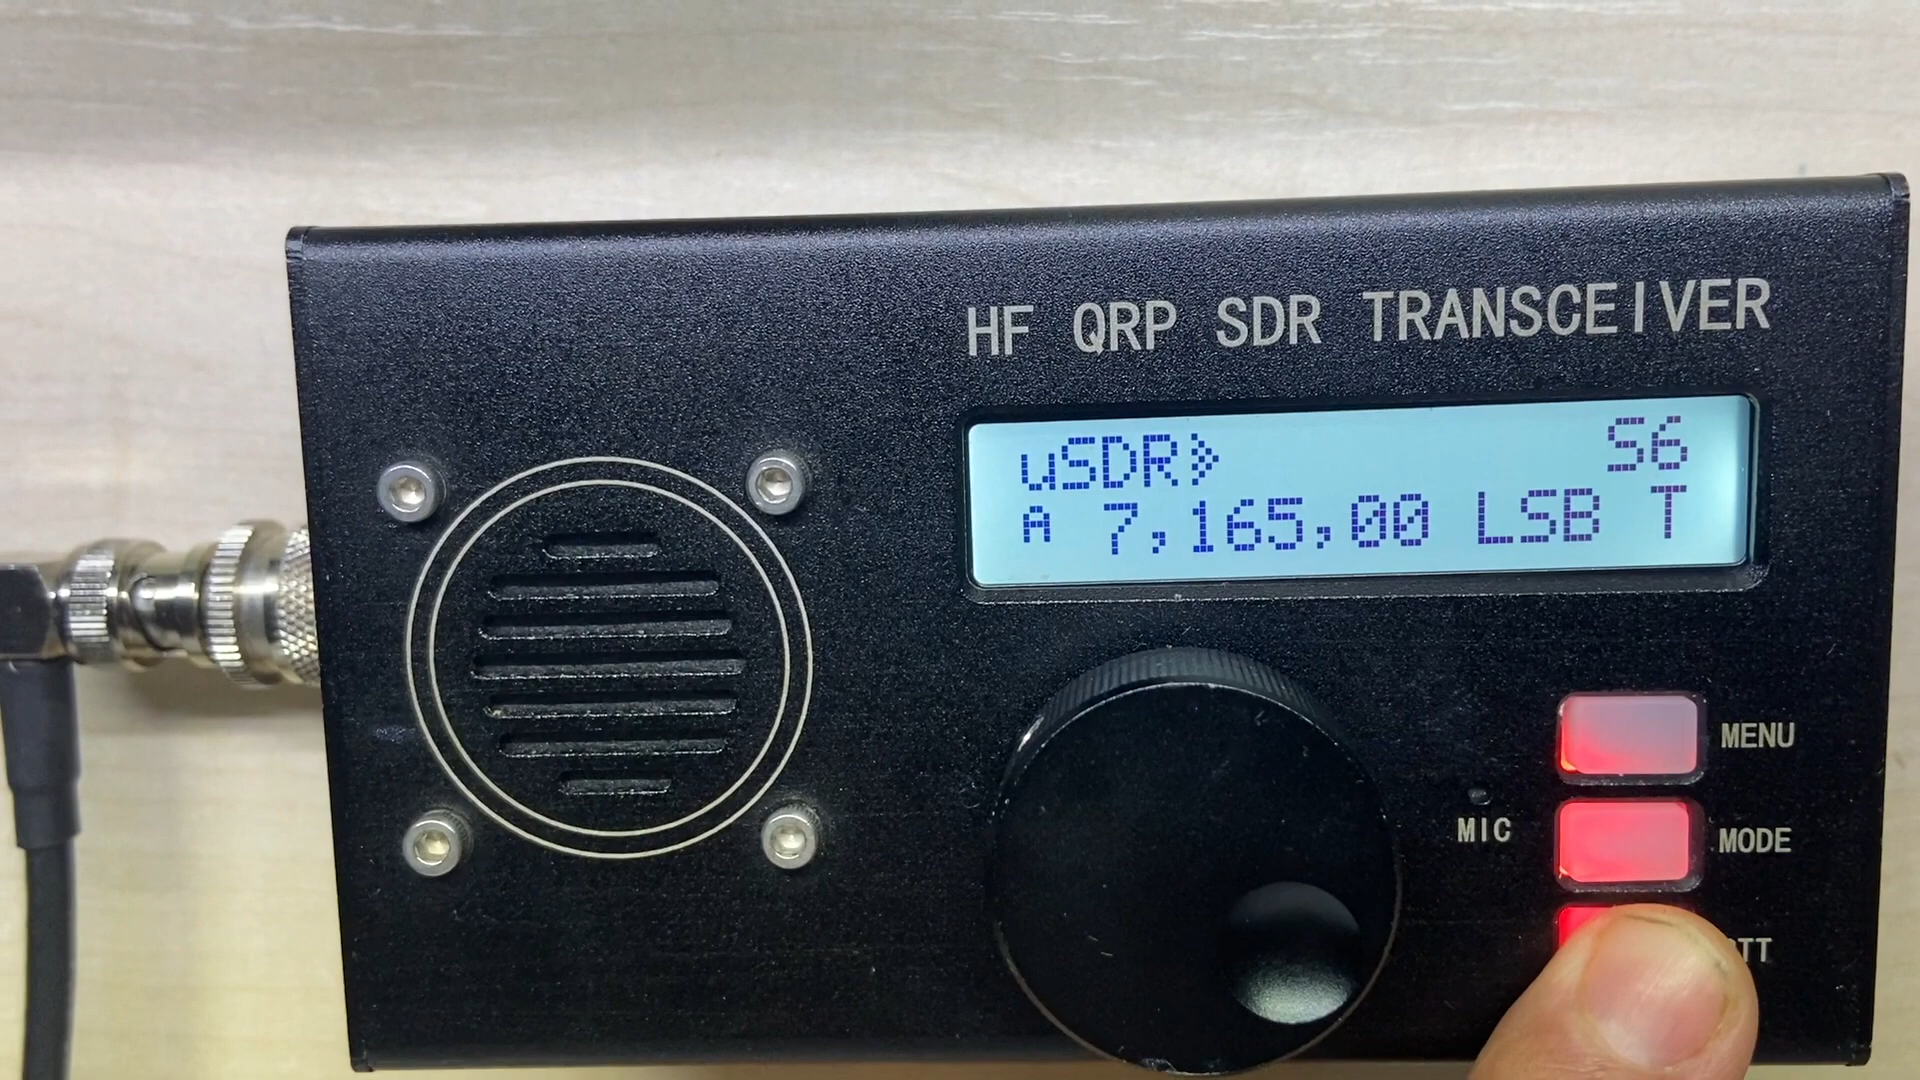 HF QRP SDR TRANSCEIVER
uSDR» S6
A 7,165,00 LSB T
MENU
MIC
MODE